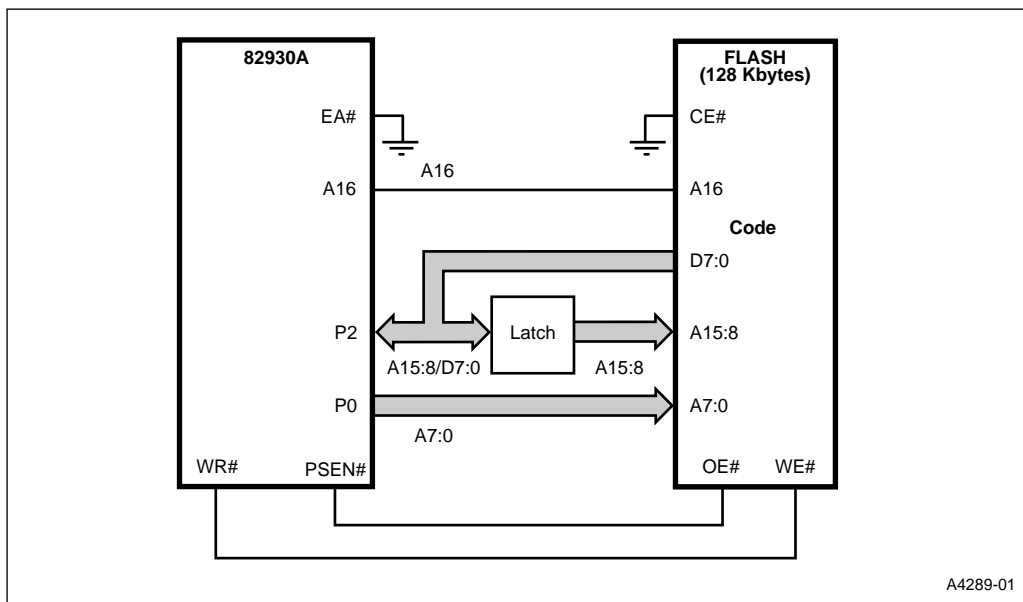 82930A
FLASH
(128 Kbytes)
EA#
CE#
A16
A16
A16
Code
D7:0
P2
Latch
A15:8
A15:8/D7:0
A15:8
P0
A7:0
A7:0
WR#
PSEN#
OE#
WE#
A4289-01